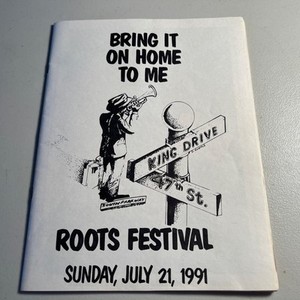 BRING IT
ON HOME
TO ME
KING DRIVE
47th St.
ROOTS FESTIVAL
SUNDAY, JULY 21, 1991